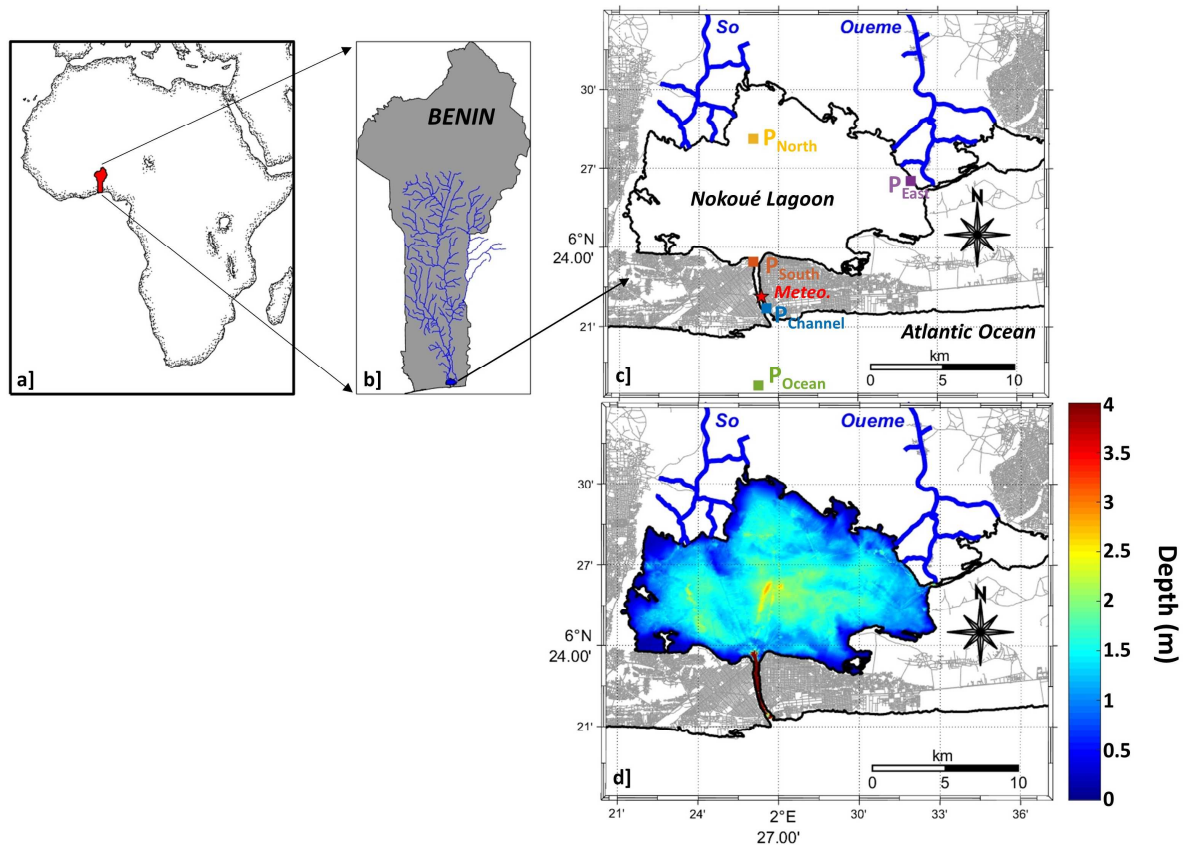 a]
BENIN
b]
So
Oueme
30'
P North
27'
P East
Nokoué Lagoon
N
6°N
24.00'
P South
Meteo.
P Channel
21'
Atlantic Ocean
km
0 5 10
c]
P Ocean
So
Oueme
30'
27'
N
6°N
24.00'
21'
km
0 5 10
d]
21' 24' 2°E 30' 33' 36'
27.00'
4
3.5
3
2.5
2
1.5
1
0.5
0
Depth (m)